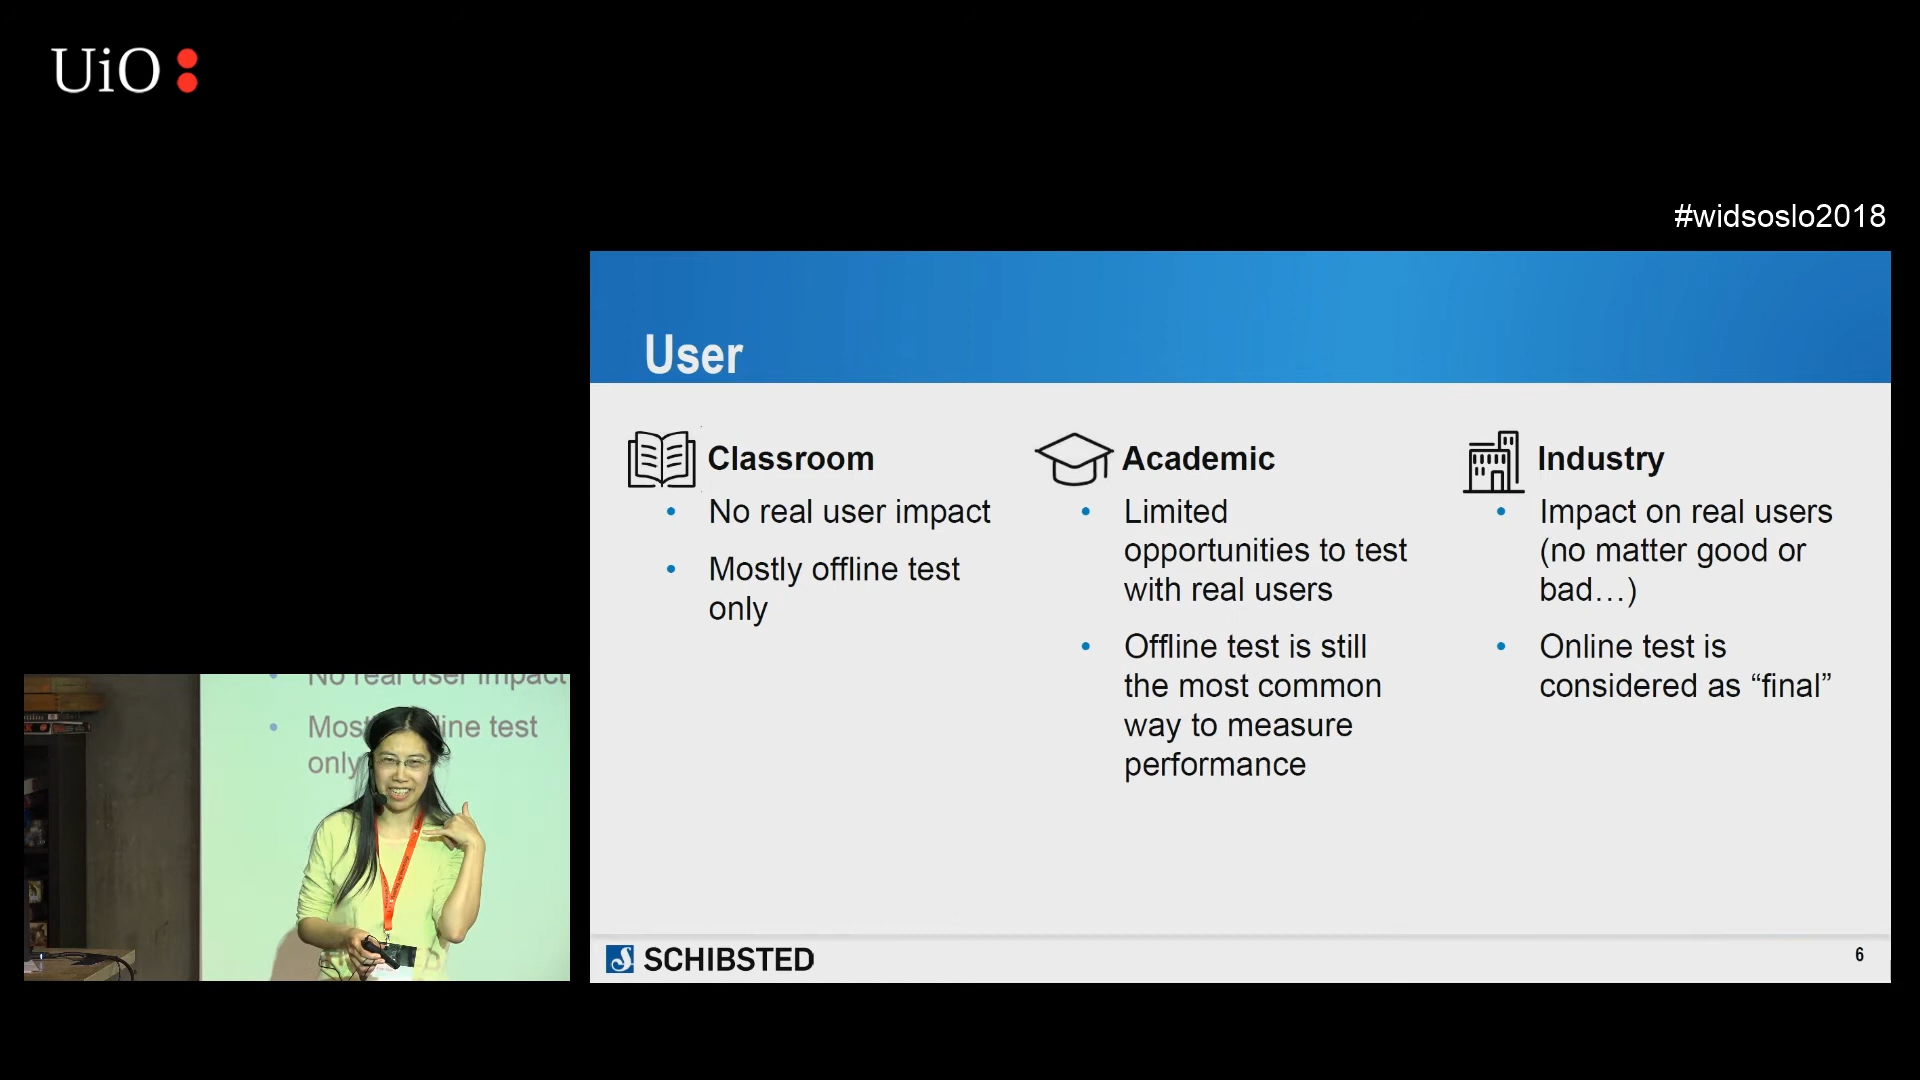 UiO:
#widsoslo2018
User
Classroom
• No real user impact
• Mostly offline test
only
Academic
• Limited
opportunities to test
with real users
• Offline test is still
the most common
way to measure
performance
Industry
• Impact on real users
(no matter good or
bad…)
• Online test is
considered as “final”
SCHIBSTED
6
• No real user impact
• Most line test
only